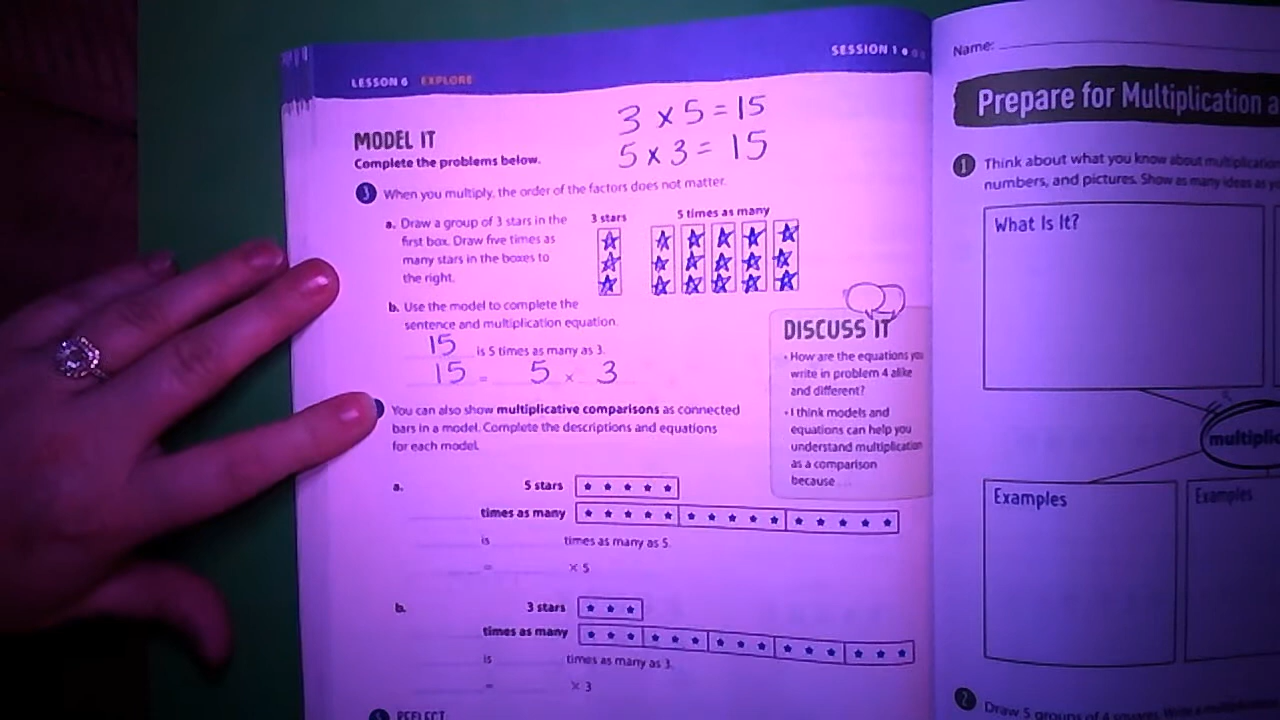 SESSION 1
LESSON 6 EXPLORE
3 × 5 = 15
5 × 3 = 15
MODEL IT
Complete the problems below.
3 When you multiply, the order of the factors does not matter.
a. Draw a group of 3 stars in the
first box. Draw five times as
many stars in the boxes to
the right.
3 stars
5 times as many
b. Use the model to complete the
sentence and multiplication equation.
15 is 5 times as many as 3.
15 = 5 × 3
You can also show multiplicative comparisons as connected
bars in a model. Complete the descriptions and equations
for each model.
a. 5 stars
times as many
is times as many as 5.
= × 5
b. 3 stars
times as many
is times as many as 3.
= × 3
5 REFLECT
DISCUSS IT
• How are the equations you
write in problem 4 alike
and different?
• I think models and
equations can help you
understand multiplication
as a comparison
because
Name:
Prepare for Multiplication a
1 Think about what you know about multiplication
numbers, and pictures. Show as many ideas as
What Is It?
multiplic
Examples
Examples
2 Draw 5 groups of 4 squares.